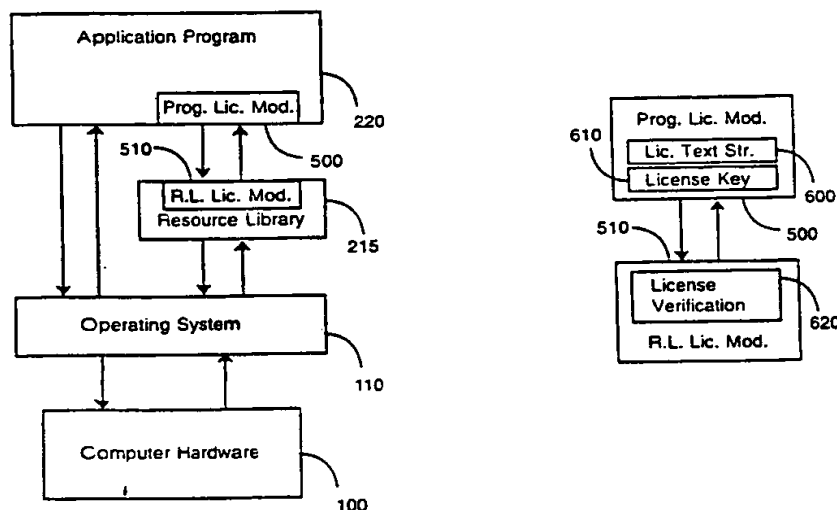 Application Program
Prog. Lic. Mod.
220
510
500
R.L. Lic. Mod.
Resource Library
215
Operating System
110
Computer Hardware
100
Prog. Lic. Mod.
610
Lic. Text Str.
License Key
600
510
500
License
Verification
620
R.L. Lic. Mod.